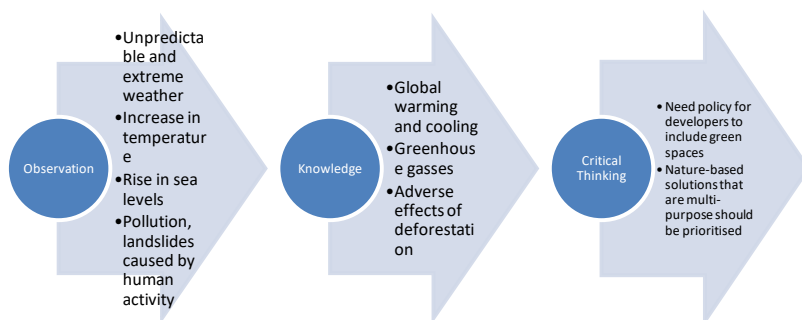 Observation
•Unpredicta
ble and
extreme
weather
•Increase in
temperatur
e
•Rise in sea
levels
•Pollution,
landslides
caused by
human
activity
Knowledge
•Global
warming
and cooling
•Greenhous
e gasses
•Adverse
effects of
deforestati
on
Critical
Thinking
•Need policy for
developers to
include green
spaces
•Nature-based
solutions that
are multi-
purpose should
be prioritised